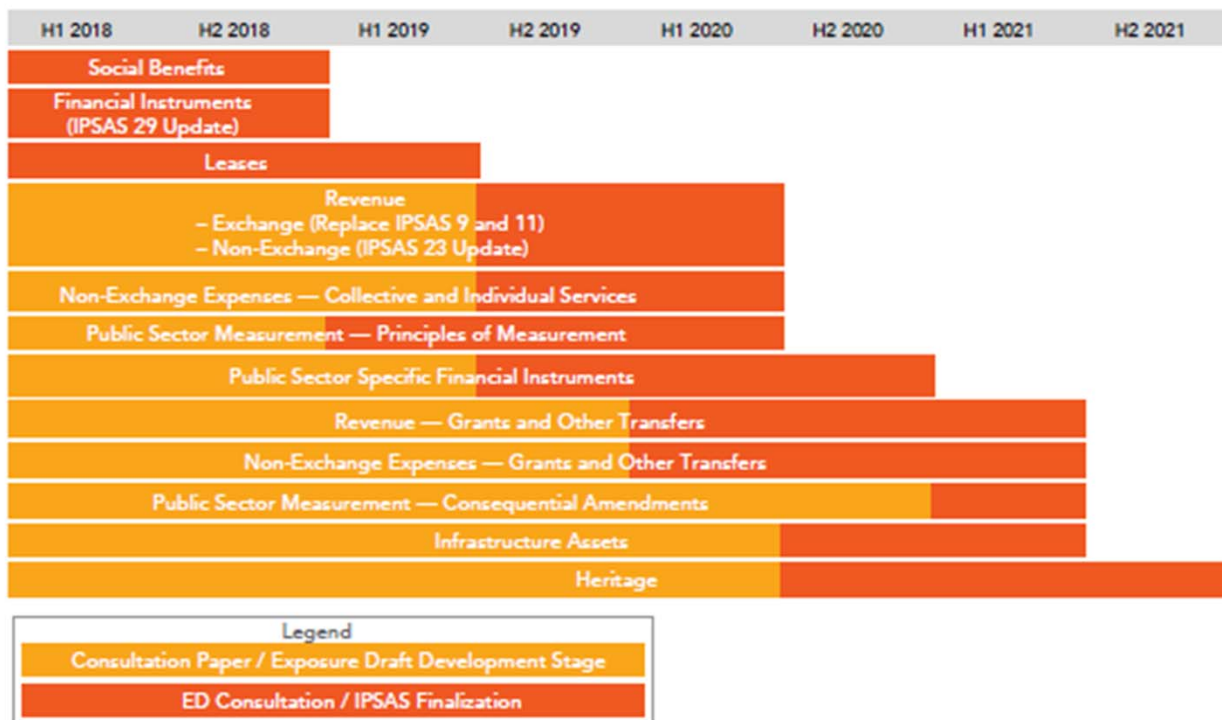 H1 2018 H2 2018 H1 2019 H2 2019 H1 2020 H2 2020 H1 2021 H2 2021
Social Benefits
Financial Instruments
(IPSAS 29 Update)
Leases
Revenue
– Exchange (Replace IPSAS 9 and 11)
– Non-Exchange (IPSAS 23 Update)
Non-Exchange Expenses — Collective and Individual Services
Public Sector Measurement — Principles of Measurement
Public Sector Specific Financial Instruments
Revenue — Grants and Other Transfers
Non-Exchange Expenses — Grants and Other Transfers
Public Sector Measurement — Consequential Amendments
Infrastructure Assets
Heritage
Legend
Consultation Paper / Exposure Draft Development Stage
ED Consultation / IPSAS Finalization